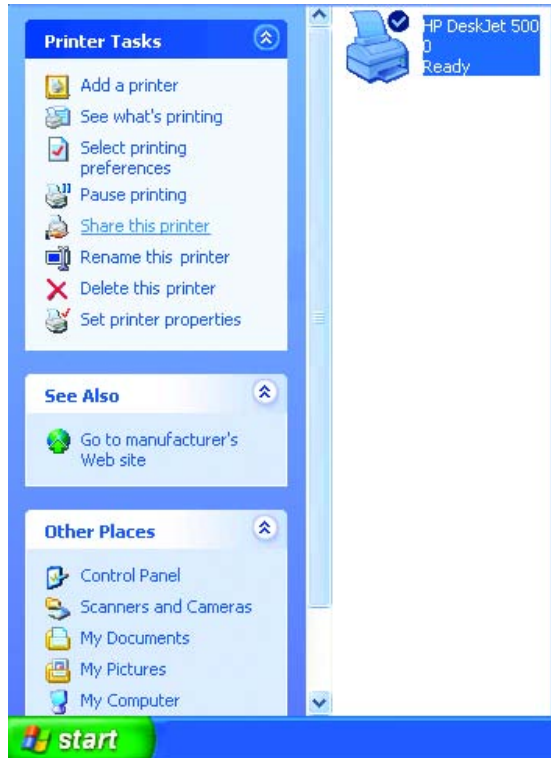 Printer Tasks
Add a printer
See what's printing
Select printing
preferences
Pause printing
Share this printer
Rename this printer
Delete this printer
Set printer properties
See Also
Go to manufacturer's
Web site
Other Places
Control Panel
Scanners and Cameras
My Documents
My Pictures
My Computer
HP DeskJet 500
0
Ready
start